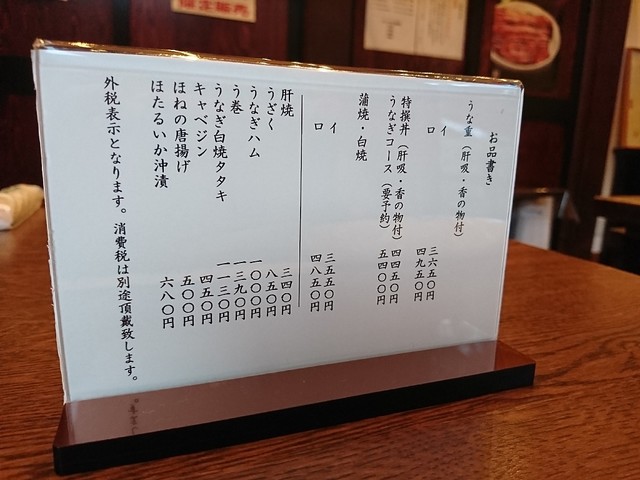 お品書き
うな重（肝吸・香の物付）
イ 三六五〇円
ロ 四九五〇円
特撰丼（肝吸・香の物付） 四四五〇円
うなぎコース（要予約） 五四〇〇円
蒲焼・白焼
イ 三五五〇円
ロ 四八五〇円
肝焼 三四〇円
うざく 八五〇円
うなぎハム 一〇〇〇円
う巻 一三九〇円
うなぎ白焼タタキ 一一三〇円
キャベジン 四五〇円
ほねの唐揚げ 五〇〇円
ほたるいか沖漬 六八〇円
外税表示となります。消費税は別途頂戴致します。